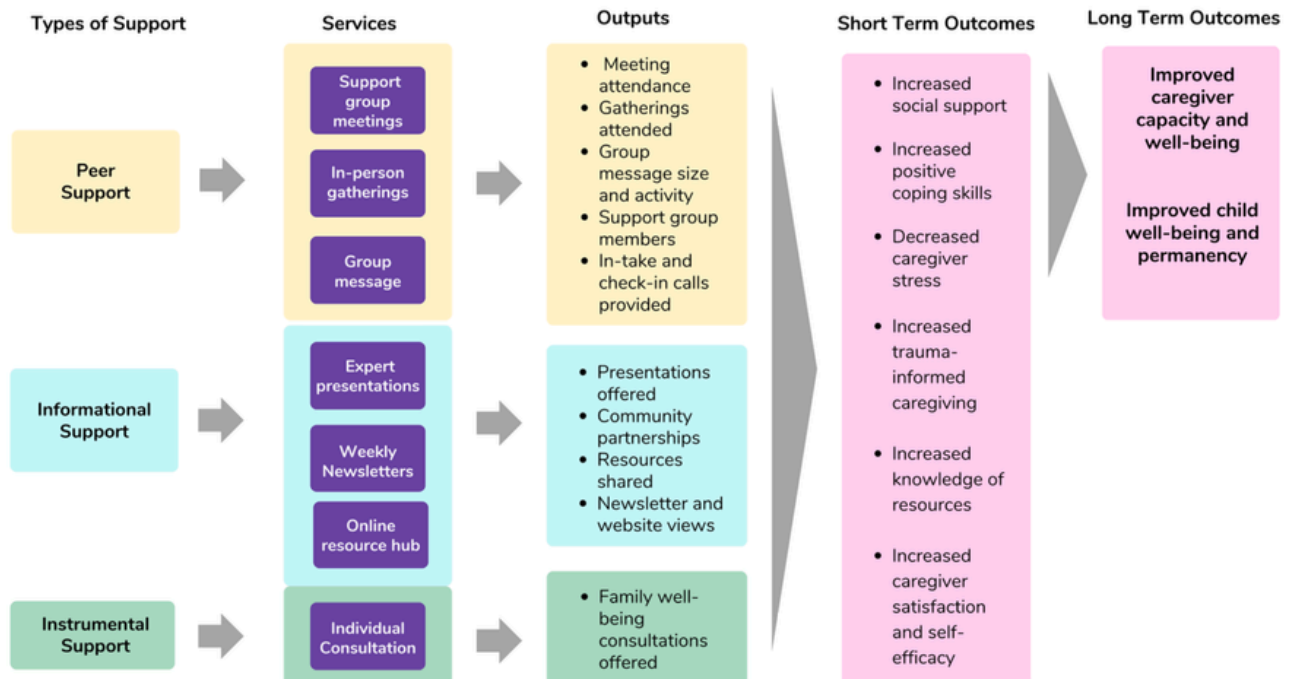 Types of Support
Services
Outputs
Short Term Outcomes
Long Term Outcomes
Peer
Support
Support
group
meetings
In-person
gatherings
Group
message
• Meeting
attendance
• Gatherings
attended
• Group
message size
and activity
• Support group
members
• In-take and
check-in calls
provided
Informational
Support
Expert
presentations
Weekly
Newsletters
Online
resource hub
• Presentations
offered
• Community
partnerships
• Resources
shared
• Newsletter and
website views
Instrumental
Support
Individual
Consultation
• Family well-
being
consultations
offered
• Increased
social support
• Increased
positive
coping skills
• Decreased
caregiver
stress
• Increased
trauma-
informed
caregiving
• Increased
knowledge of
resources
• Increased
caregiver
satisfaction
and self-
efficacy
Improved
caregiver
capacity and
well-being
Improved child
well-being and
permanency